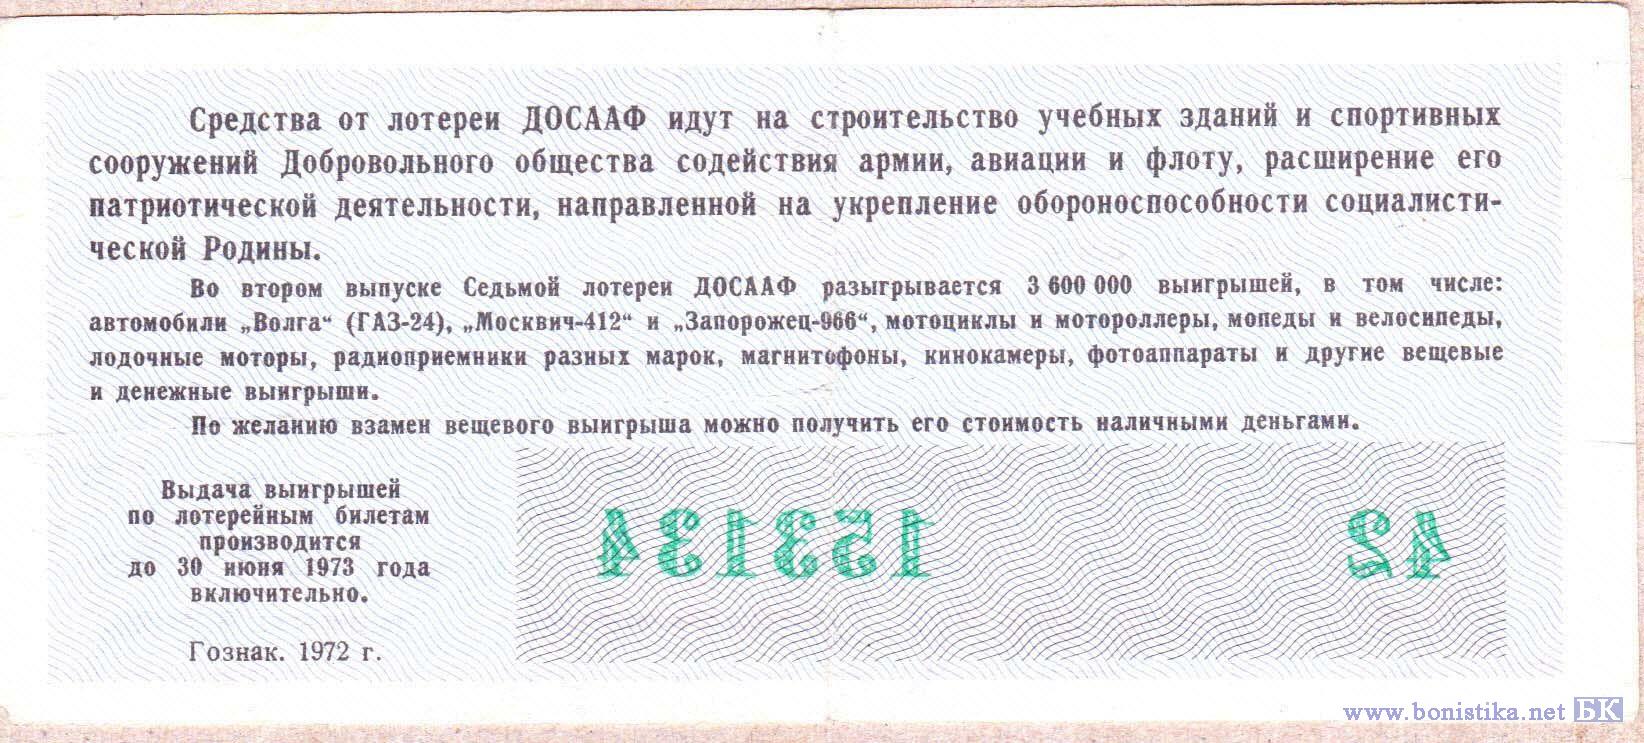 Средства от лотереи ДОСААФ идут на строительство учебных зданий и спортивных
сооружений Добровольного общества содействия армии, авиации и флоту, расширение его
патриотической деятельности, направленной на укрепление обороноспособности социалисти-
ческой Родины.
Во втором выпуске Седьмой лотереи ДОСААФ разыгрывается 3 600 000 выигрышей, в том числе:
автомобили „Волга“ (ГАЗ-24), „Москвич-412“ и „Запорожец-966“, мотоциклы и мотороллеры, мопеды и велосипеды,
лодочные моторы, радиоприемники разных марок, магнитофоны, кинокамеры, фотоаппараты и другие вещевые
и денежные выигрыши.
По желанию взамен вещевого выигрыша можно получить его стоимость наличными деньгами.
Выдача выигрышей
по лотерейным билетам
производится
до 30 июня 1973 года
включительно.
Гознак. 1972 г.
153134
42
www.bonistika.net БК